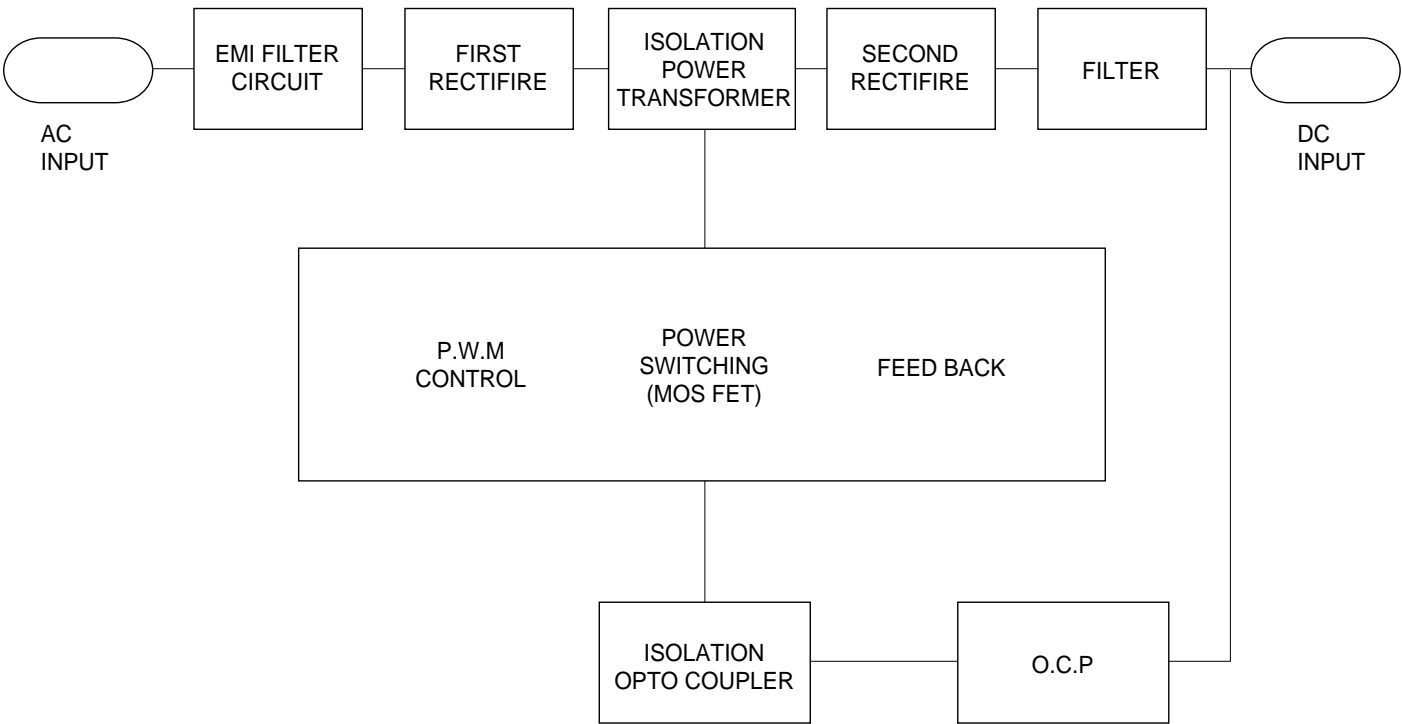 EMI FILTER
CIRCUIT
FIRST
RECTIFIRE
ISOLATION
POWER
TRANSFORMER
SECOND
RECTIFIRE
FILTER
AC
INPUT
DC
INPUT
P.W.M
CONTROL
POWER
SWITCHING
(MOS FET)
FEED BACK
ISOLATION
OPTO COUPLER
O.C.P